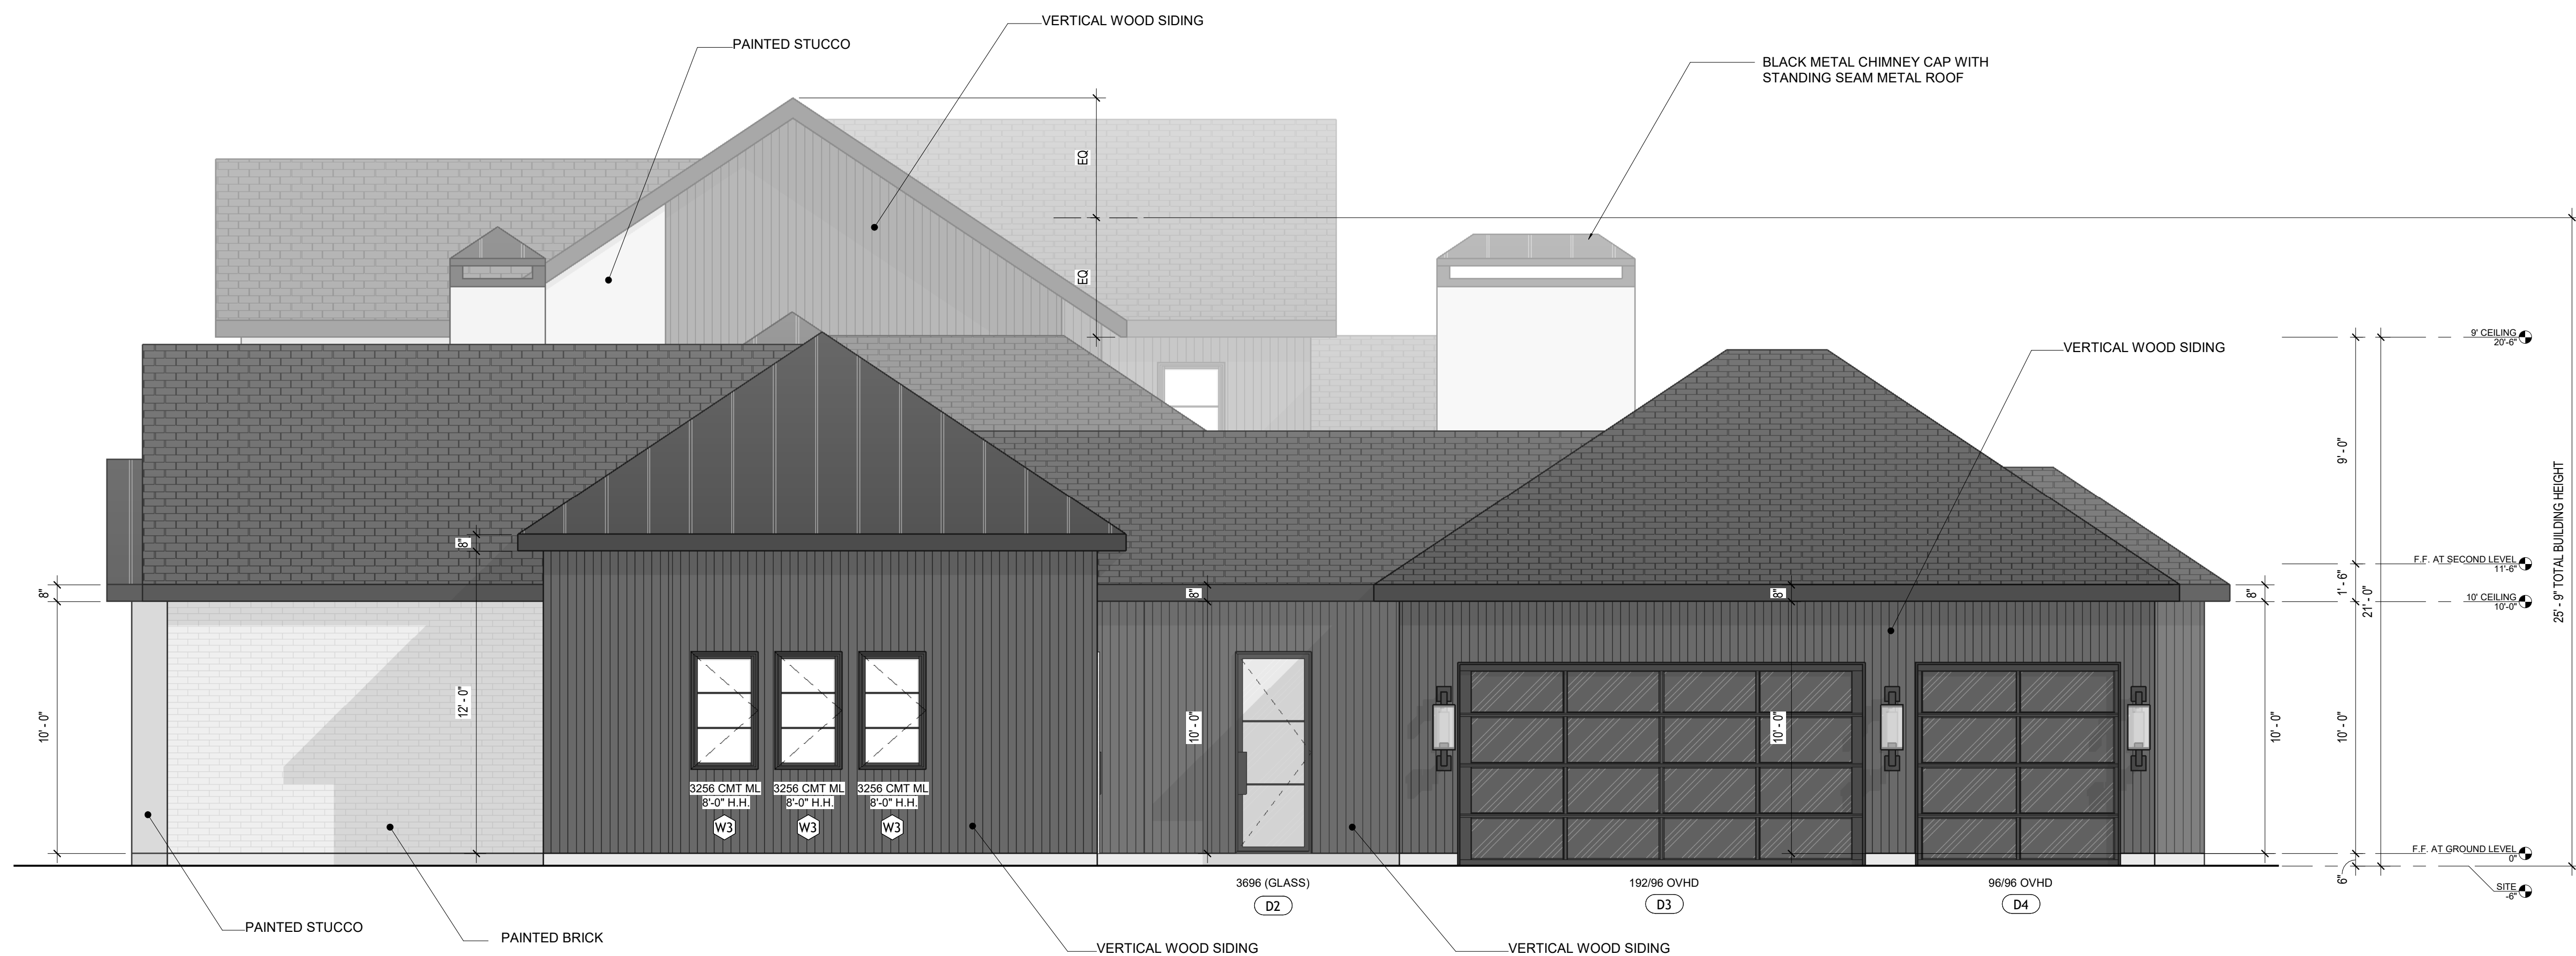 VERTICAL WOOD SIDING
PAINTED STUCCO
BLACK METAL CHIMNEY CAP WITH
STANDING SEAM METAL ROOF
EQ
EQ
9' CEILING
20'-6"
VERTICAL WOOD SIDING
9' - 0"
25' - 9" TOTAL BUILDING HEIGHT
8"
F.F. AT SECOND LEVEL
11'-6"
8"
8"
8"
8"
1' - 6"
21' - 0"
10' CEILING
10'-0"
12' - 0"
10' - 0"
10' - 0"
10' - 0"
10' - 0"
10' - 0"
3256 CMT ML
8'-0" H.H.
W3
3256 CMT ML
8'-0" H.H.
W3
3256 CMT ML
8'-0" H.H.
W3
F.F. AT GROUND LEVEL
0"
6"
SITE
-6"
3696 (GLASS)
D2
192/96 OVHD
D3
96/96 OVHD
D4
PAINTED STUCCO
PAINTED BRICK
VERTICAL WOOD SIDING
VERTICAL WOOD SIDING